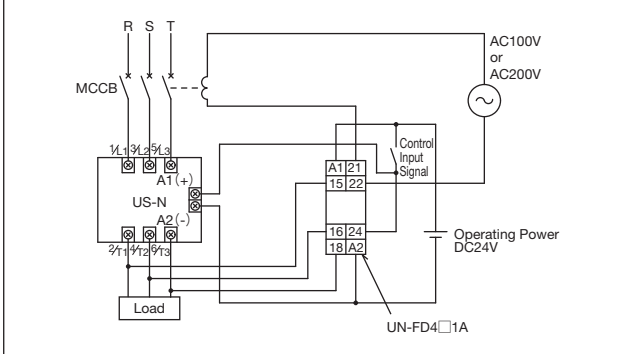 R S T
AC100V
or
AC200V
MCCB
1/L1 3/L2 5/L3
Control
Input
Signal
A1 21
15 22
A1(+)
US-N
A2(-)
16 24
18 A2
Operating Power
DC24V
2/T1 4/T2 6/T3
Load
UN-FD4□1A